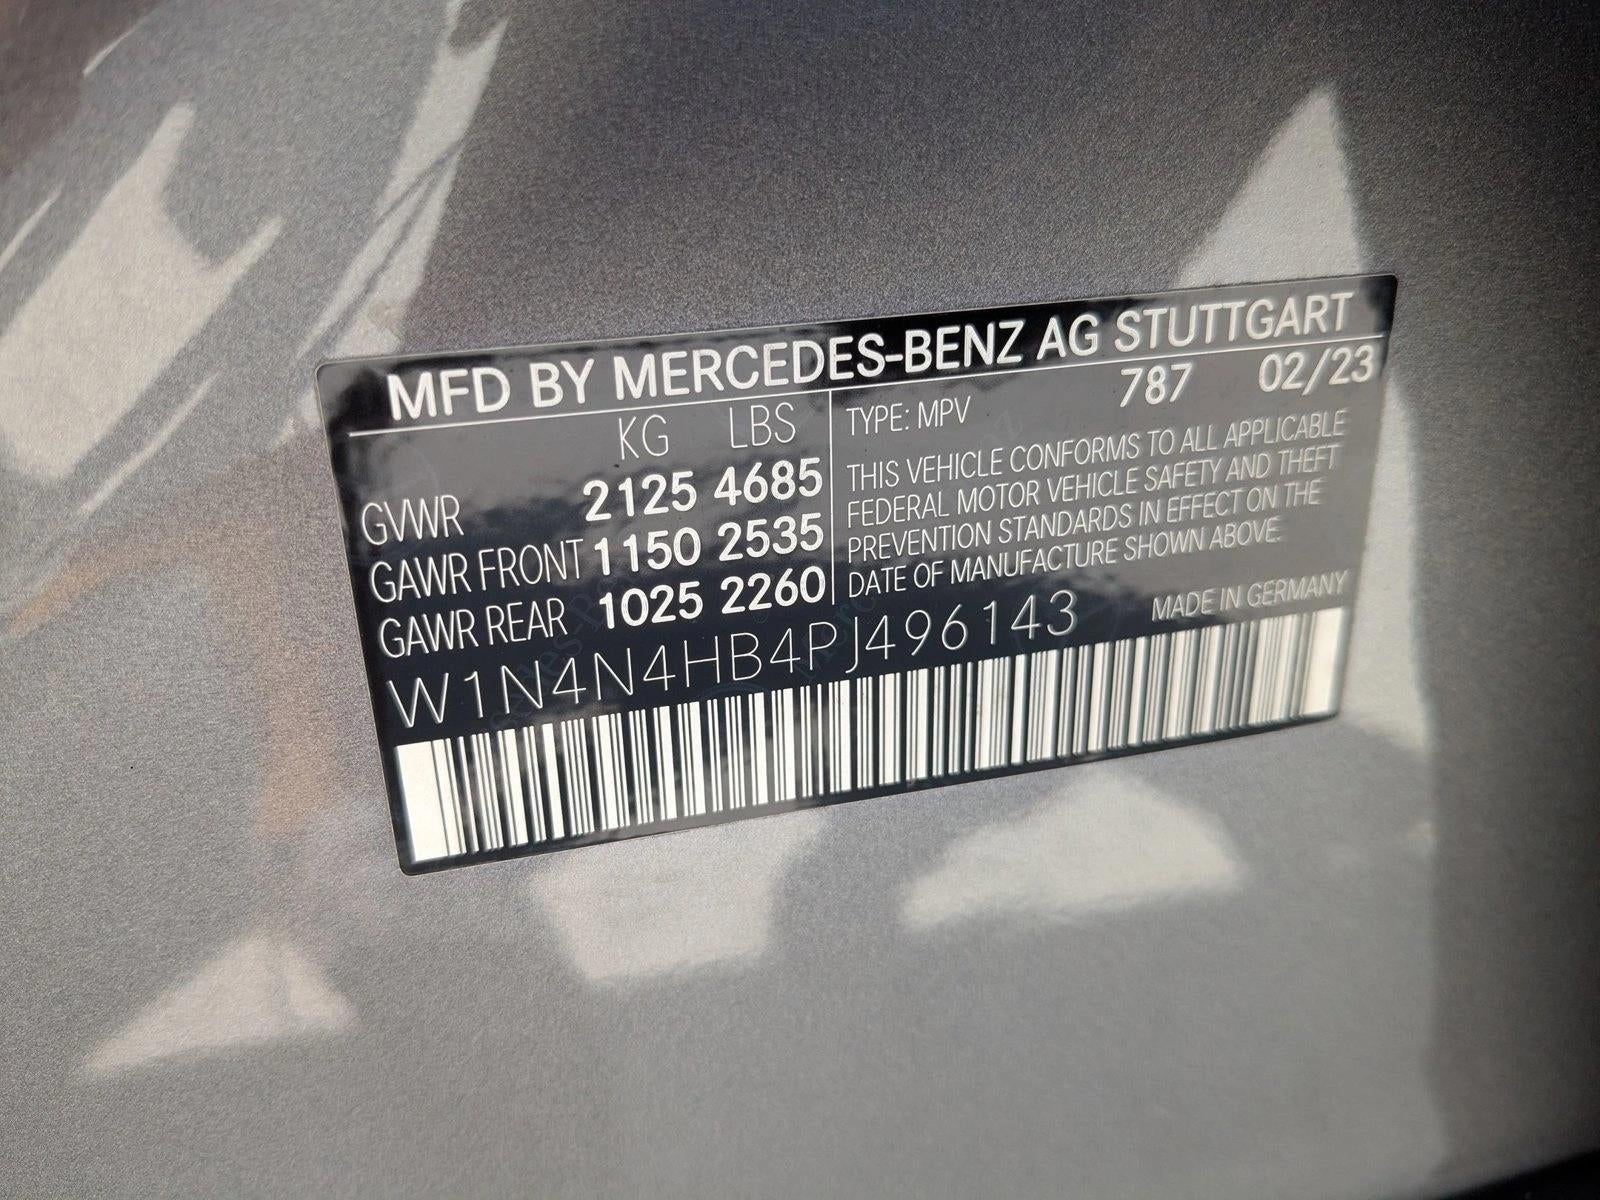 MFD BY MERCEDES-BENZ AG STUTTGART
787 02/23
KG LBS
GVWR 2125 4685
GAWR FRONT 1150 2535
GAWR REAR 1025 2260
TYPE: MPV
THIS VEHICLE CONFORMS TO ALL APPLICABLE
FEDERAL MOTOR VEHICLE SAFETY AND THEFT
PREVENTION STANDARDS IN EFFECT ON THE
DATE OF MANUFACTURE SHOWN ABOVE.
W1N4N4HB4PJ496143
MADE IN GERMANY